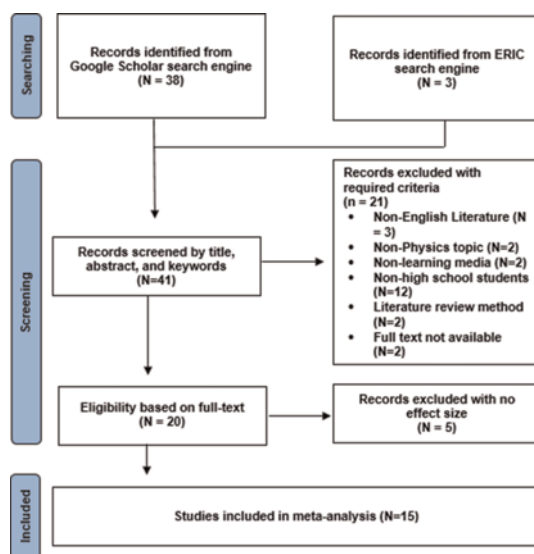 Searching
Records identified from
Google Scholar search engine
(N = 38)
Records identified from ERIC
search engine
(N = 3)
Screening
Records screened by title,
abstract, and keywords
(N=41)
Records excluded with
required criteria
(n = 21)
• Non-English Literature (N
= 3)
• Non-Physics topic (N=2)
• Non-learning media (N=2)
• Non-high school students
(N=12)
• Literature review method
(N=2)
• Full text not available
(N=2)
Eligibility based on full-text
(N = 20)
Records excluded with no
effect size
(N = 5)
Included
Studies included in meta-analysis (N=15)